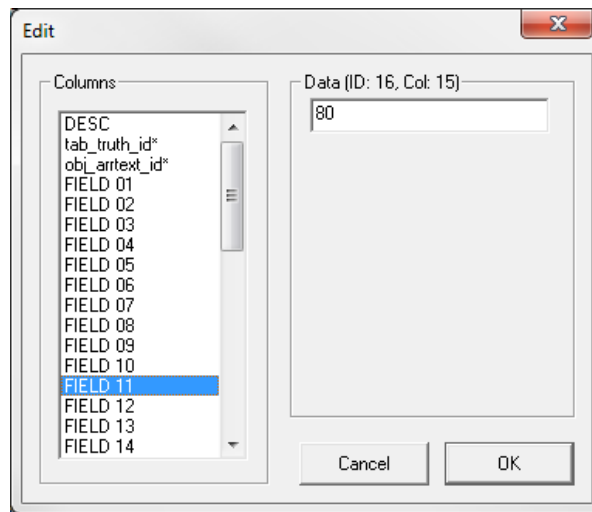 Edit
Columns
DESC
tab_truth_id*
obj_arrtext_id*
FIELD 01
FIELD 02
FIELD 03
FIELD 04
FIELD 05
FIELD 06
FIELD 07
FIELD 08
FIELD 09
FIELD 10
FIELD 11
FIELD 12
FIELD 13
FIELD 14
Data (ID: 16, Col: 15)
80
Cancel
OK